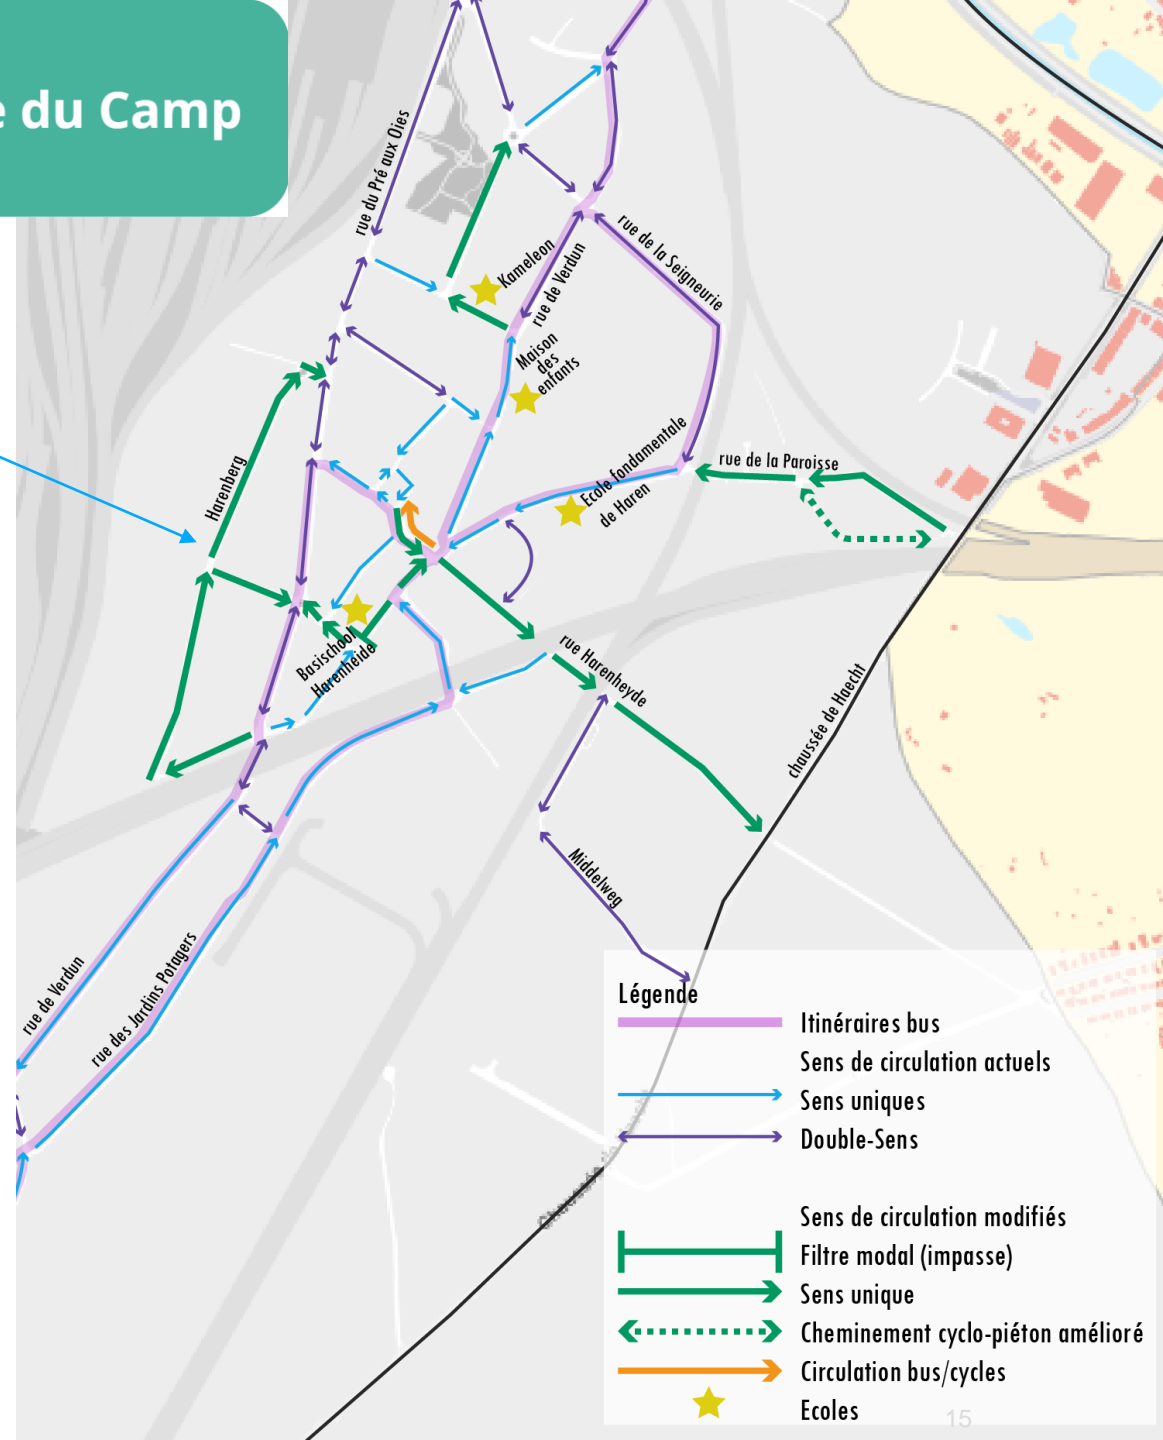 e du Camp
rue du Pré aux Oies
Kameleon
rue de Verdun
rue de la Seigneurie
Maison
des
enfants
Harenberg
Ecole fondamentale
de Haren
rue de la Paroisse
Basischool
Harenheide
rue Harenheyde
chaussée de Haecht
Middelweg
rue de Verdun
rue des Jardins Potagers
Légende
Itinéraires bus
Sens de circulation actuels
Sens uniques
Double-Sens
Sens de circulation modifiés
Filtre modal (impasse)
Sens unique
Cheminement cyclo-piéton amélioré
Circulation bus/cycles
Ecoles
15